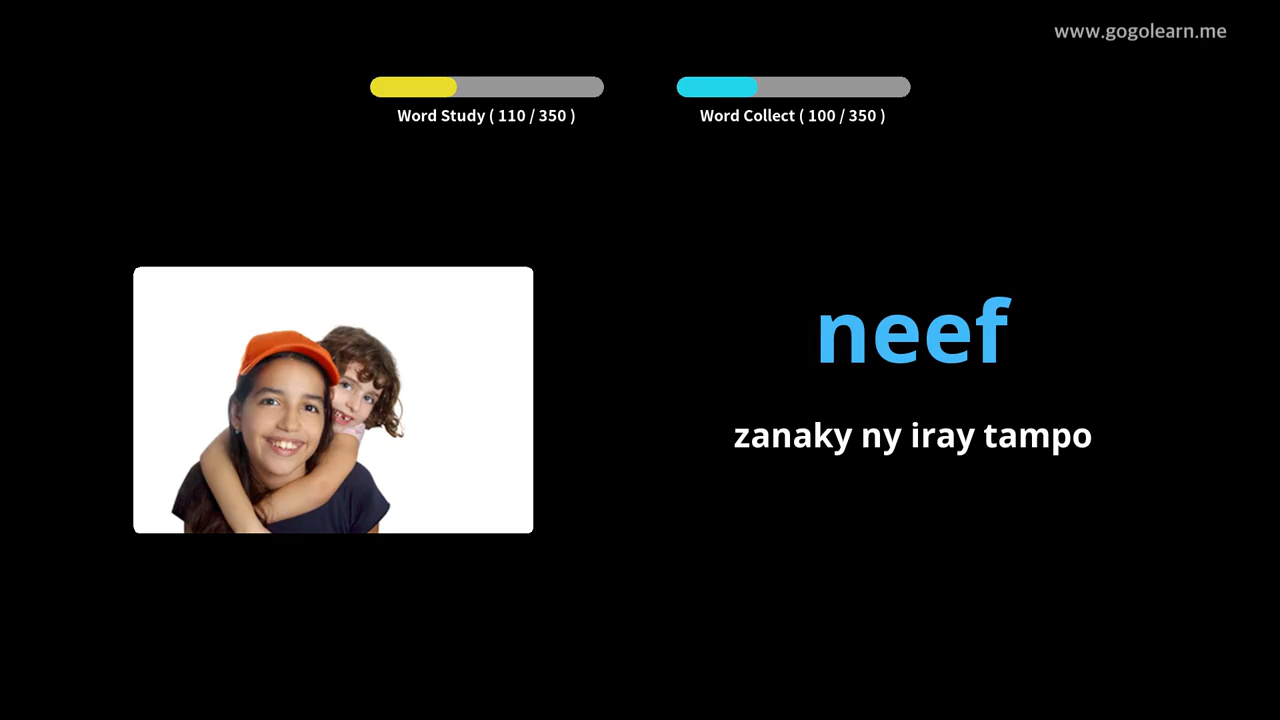 www.gogolearn.me
Word Study ( 110 / 350 )
Word Collect ( 100 / 350 )
neef
zanaky ny iray tampo